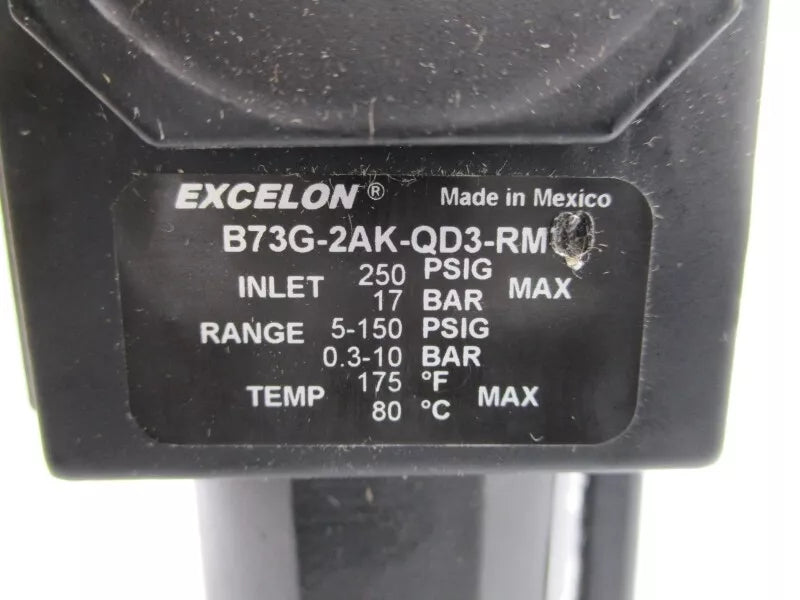 EXCELON® Made in Mexico
B73G-2AK-QD3-RM
INLET 250 PSIG MAX
17 BAR
RANGE 5-150 PSIG
0.3-10 BAR
TEMP 175 °F MAX
80 °C